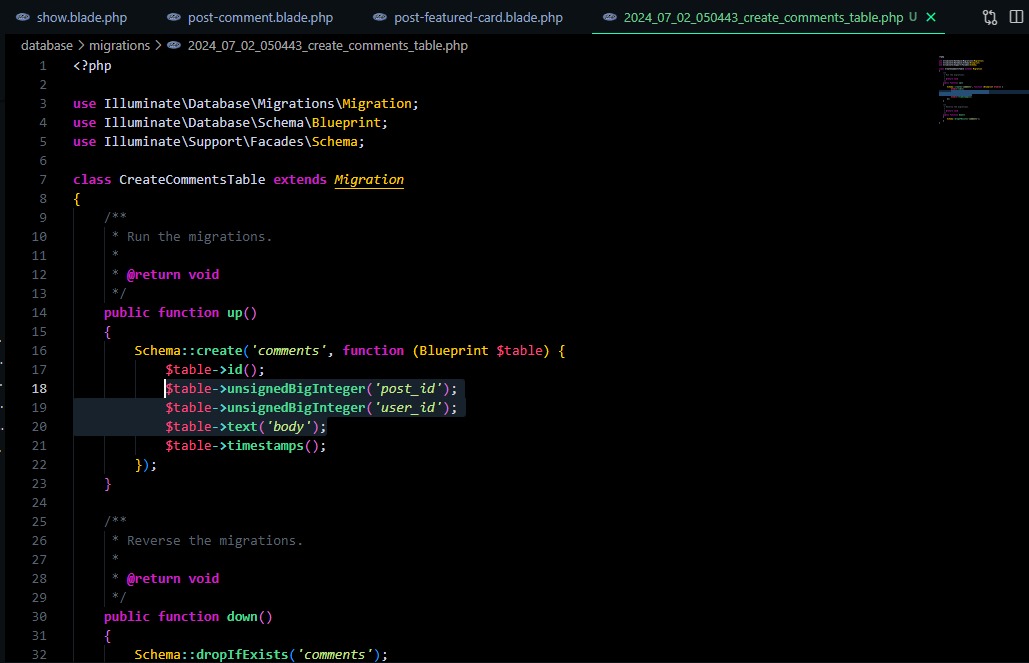 show.blade.php post-comment.blade.php post-featured-card.blade.php 2024_07_02_050443_create_comments_table.php U
database > migrations > 2024_07_02_050443_create_comments_table.php
1 <?php
2
3 use Illuminate\Database\Migrations\Migration;
4 use Illuminate\Database\Schema\Blueprint;
5 use Illuminate\Support\Facades\Schema;
6
7 class CreateCommentsTable extends Migration
8 {
9 /**
10 * Run the migrations.
11 *
12 * @return void
13 */
14 public function up()
15 {
16 Schema::create('comments', function (Blueprint $table) {
17 $table->id();
18 $table->unsignedBigInteger('post_id');
19 $table->unsignedBigInteger('user_id');
20 $table->text('body');
21 $table->timestamps();
22 });
23 }
24
25 /**
26 * Reverse the migrations.
27 *
28 * @return void
29 */
30 public function down()
31 {
32 Schema::dropIfExists('comments');